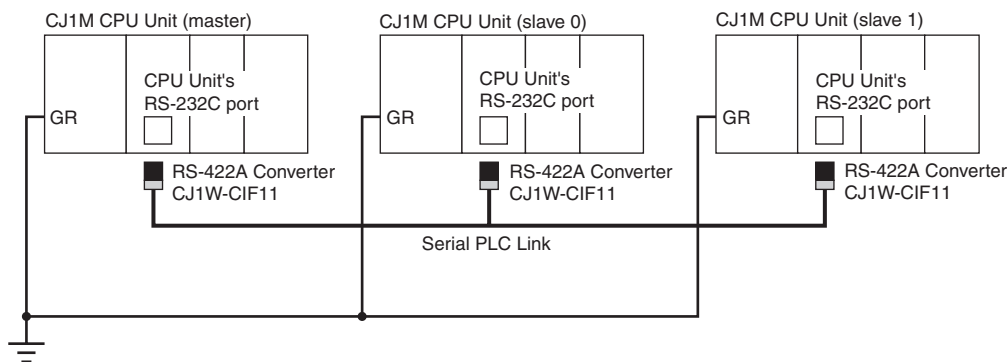 CJ1M CPU Unit (master)
CJ1M CPU Unit (slave 0)
CJ1M CPU Unit (slave 1)
CPU Unit's
RS-232C port
GR
CPU Unit's
RS-232C port
GR
CPU Unit's
RS-232C port
GR
RS-422A Converter
CJ1W-CIF11
RS-422A Converter
CJ1W-CIF11
RS-422A Converter
CJ1W-CIF11
Serial PLC Link